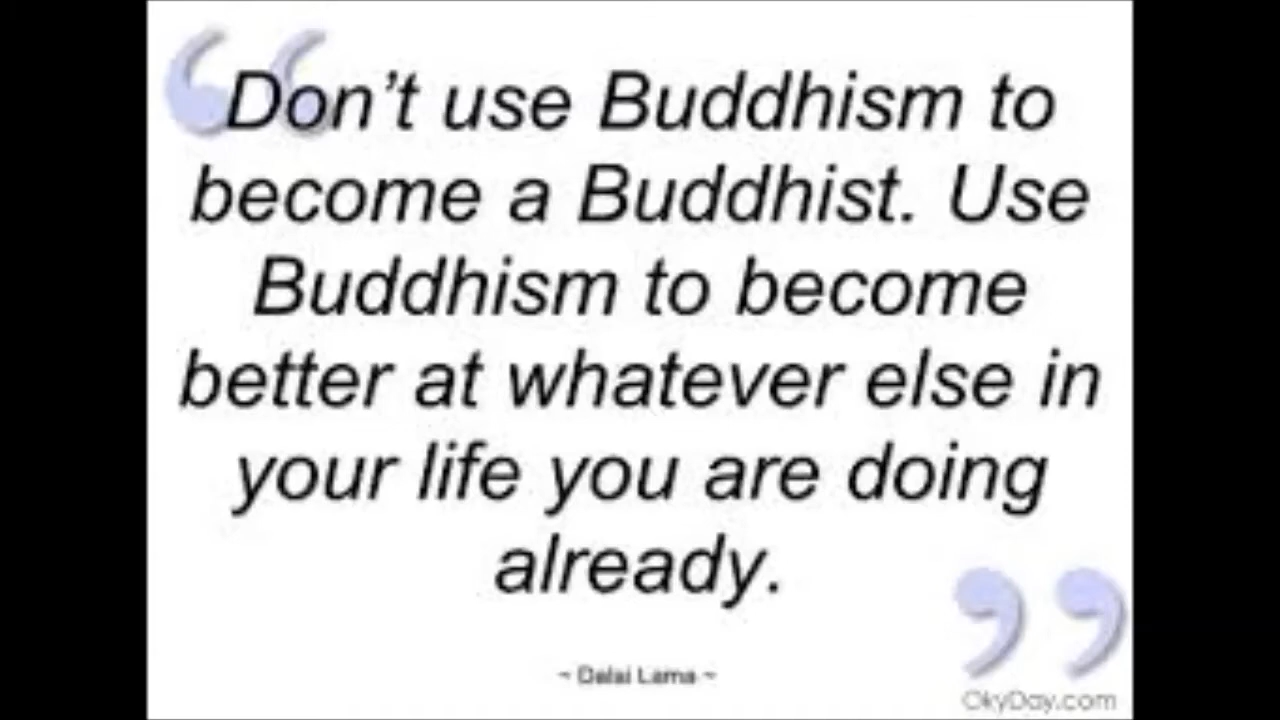 “Don’t use Buddhism to
become a Buddhist. Use
Buddhism to become
better at whatever else in
your life you are doing
already.”
~ Dalai Lama ~
OkyDay.com